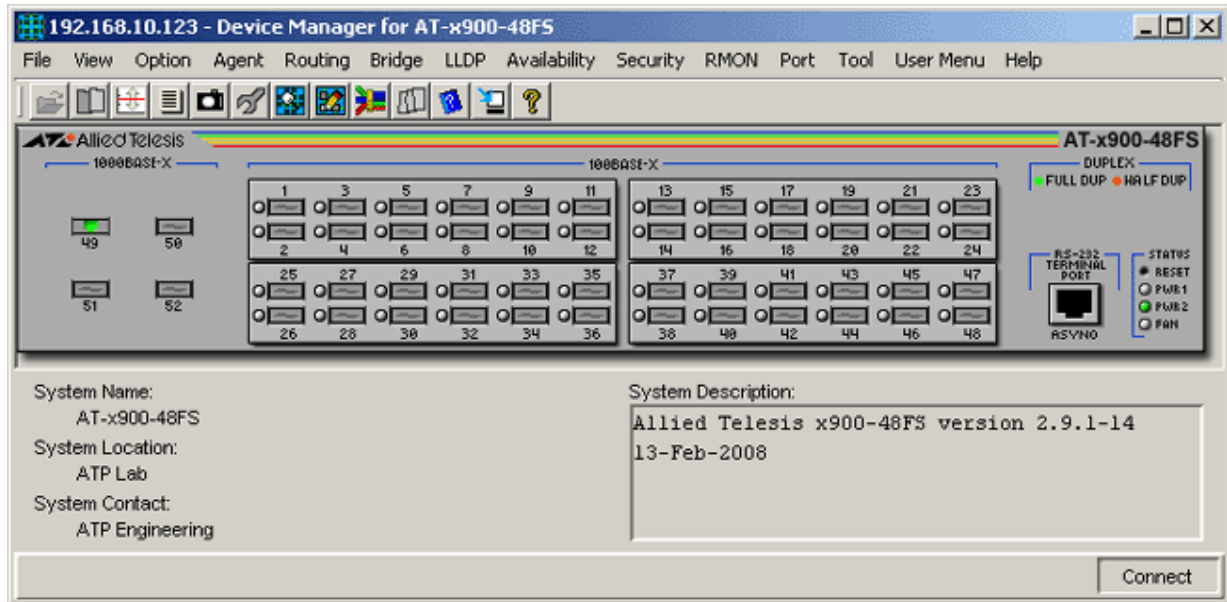 192.168.10.123 - Device Manager for AT-x900-48FS
File View Option Agent Routing Bridge LLDP Availability Security RMON Port Tool User Menu Help
Allied Telesis
AT-x900-48FS
1000BASE-X
100BASE-X
DUPLEX
FULL DUP HALF DUP
1 3 5 7 9 11 13 15 17 19 21 23
49 50
2 4 6 8 10 12 14 16 18 20 22 24
25 27 29 31 33 35 37 39 41 43 45 47
51 52
26 28 30 32 34 36 38 40 42 44 46 48
RS-232
TERMINAL
PORT
ASYN0
STATUS
RESET
PWR1
PWR2
FAN
System Name:
AT-x900-48FS
System Location:
ATP Lab
System Contact:
ATP Engineering
System Description:
Allied Telesis x900-48FS version 2.9.1-14
13-Feb-2008
Connect